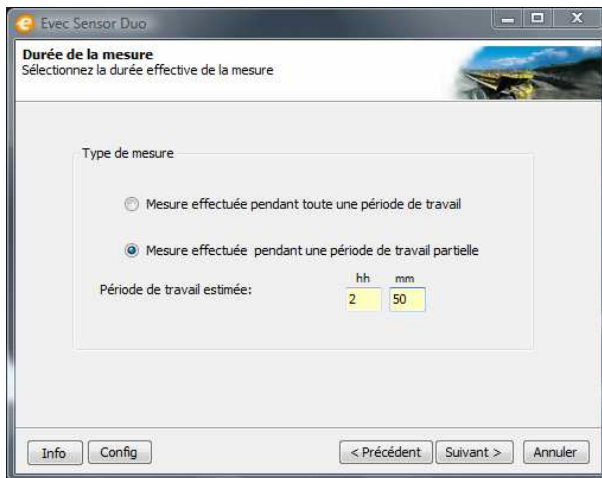 Evec Sensor Duo
Durée de la mesure
Sélectionnez la durée effective de la mesure
Type de mesure
Mesure effectuée pendant toute une période de travail
Mesure effectuée pendant une période de travail partielle
hh mm
Période de travail estimée: 2 50
Info Config < Précédent Suivant > Annuler